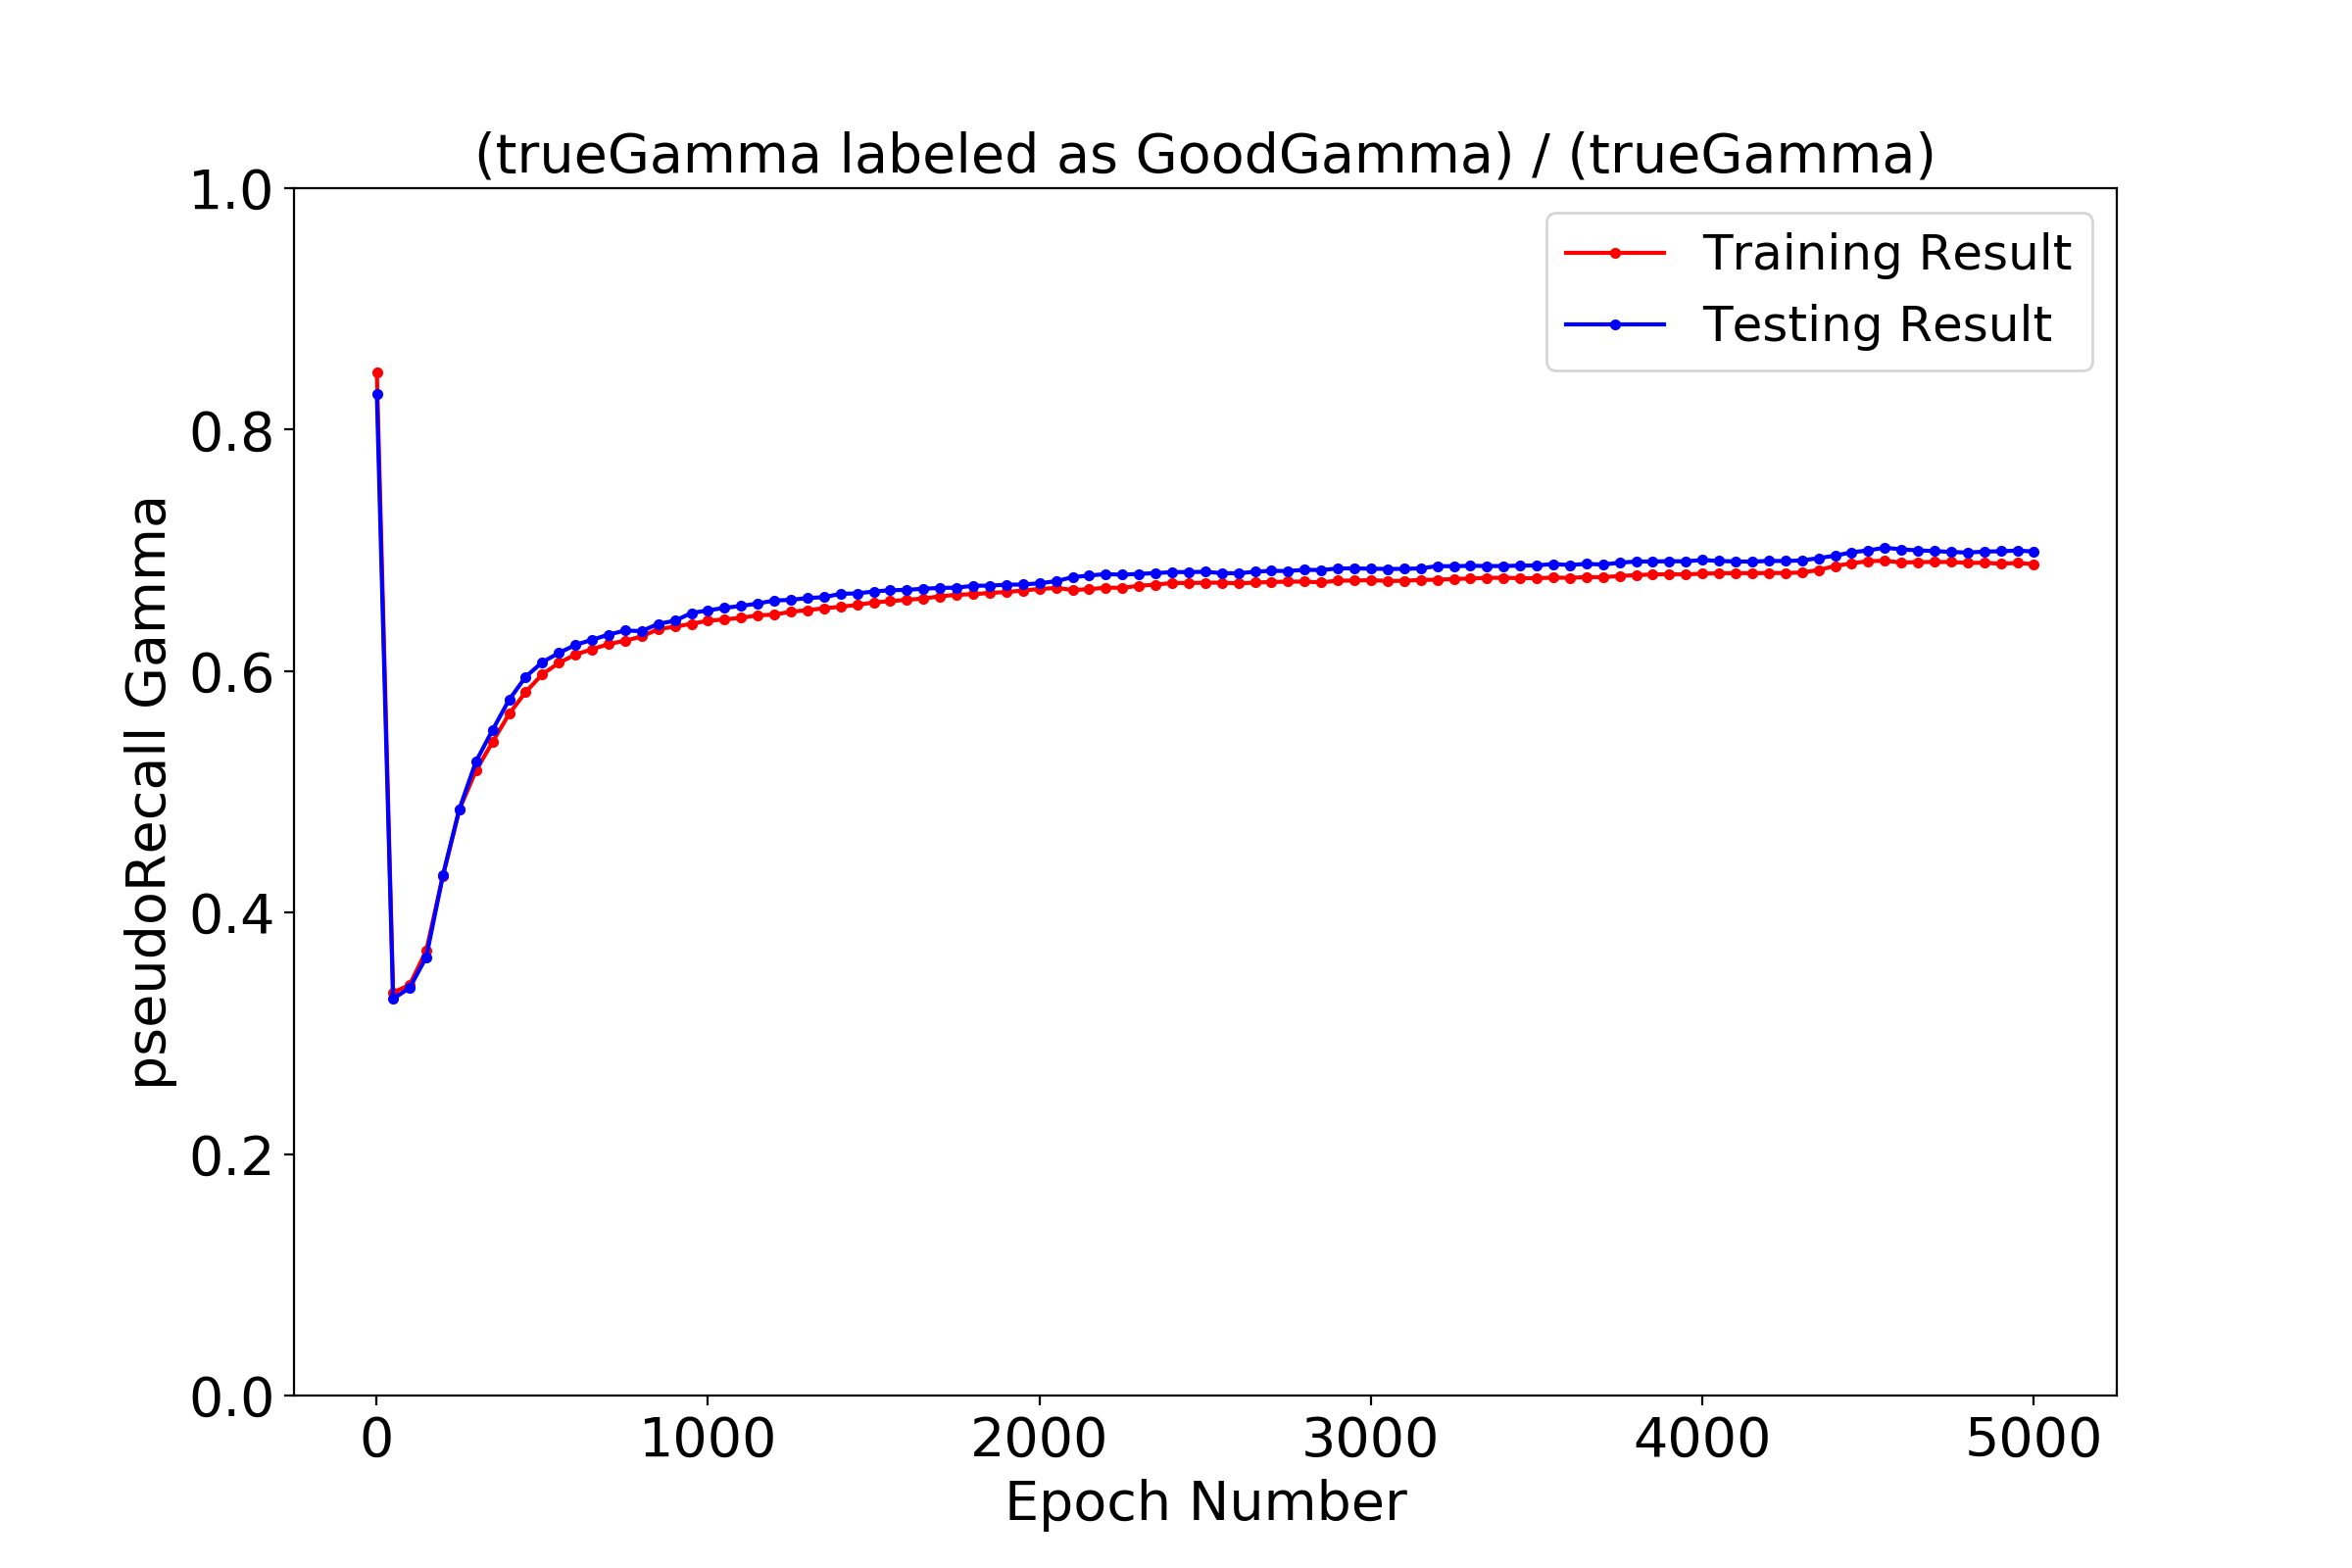 (trueGamma labeled as GoodGamma) / (trueGamma)
Training Result
Testing Result
pseudoRecall Gamma
1.0
0.8
0.6
0.4
0.2
0.0
0 1000 2000 3000 4000 5000
Epoch Number